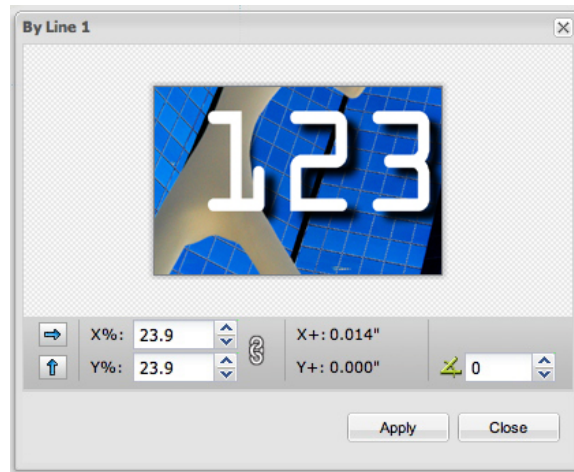 By Line 1
123
X%: 23.9 X+: 0.014"
Y%: 23.9 Y+: 0.000" 0
Apply Close